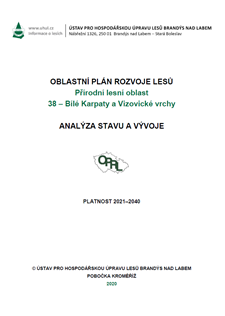 www.uhul.cz
informace o lesích
ÚSTAV PRO HOSPODÁŘSKOU ÚPRAVU LESŮ BRANDÝS NAD LABEM
Nábřežní 1326, 250 01 Brandýs nad Labem - Stará Boleslav
OBLASTNÍ PLÁN ROZVOJE LESŮ
Přírodní lesní oblast
38 – Bílé Karpaty a Vizovické vrchy
ANALÝZA STAVU A VÝVOJE
OPRL
PLATNOST 2021–2040
© ÚSTAV PRO HOSPODÁŘSKOU ÚPRAVU LESŮ BRANDÝS NAD LABEM
POBOČKA KROMĚŘÍŽ
2020